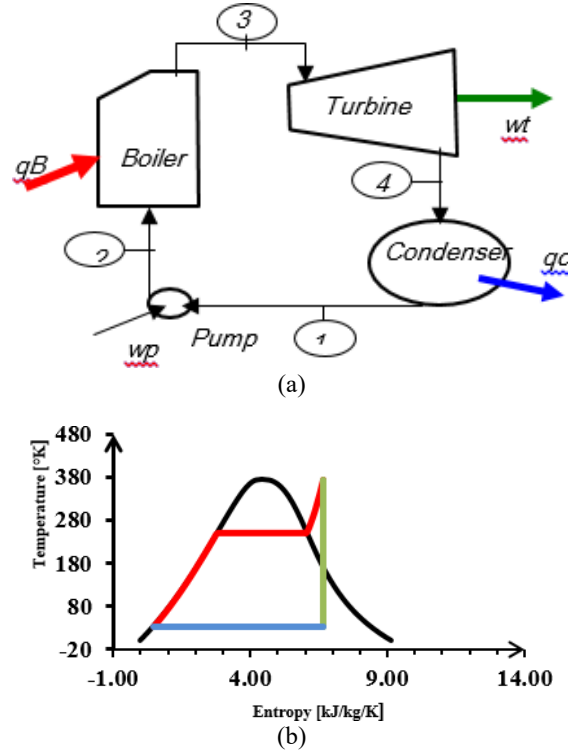 3
Turbine
wt
qB
Boiler
4
2
Condenser
qc
wp
Pump
1
(a)
480
380
280
180
80
-20
-1.00
4.00
9.00
14.00
Temperature [°K]
Entropy [kJ/kg/K]
(b)